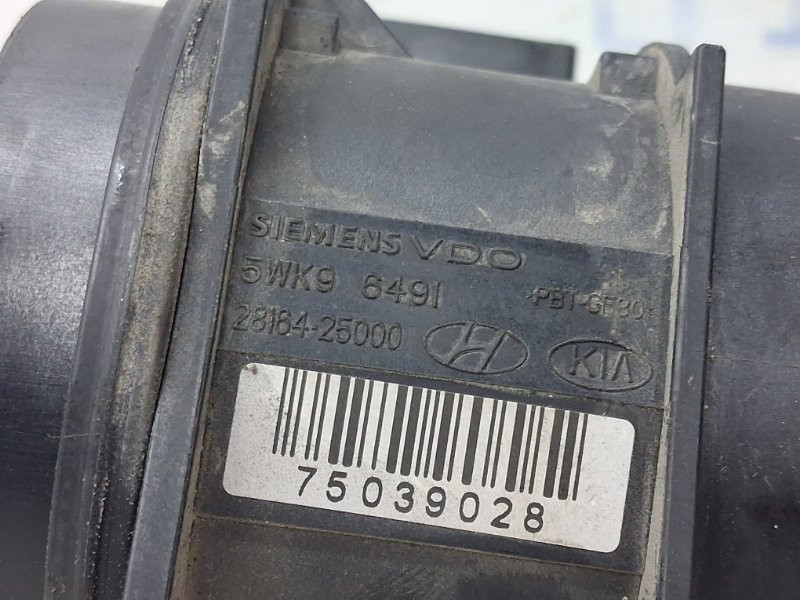 SIEMENS VDO
5WK9 6491
PBT-GF30
28164-25000
H KIA
75039028